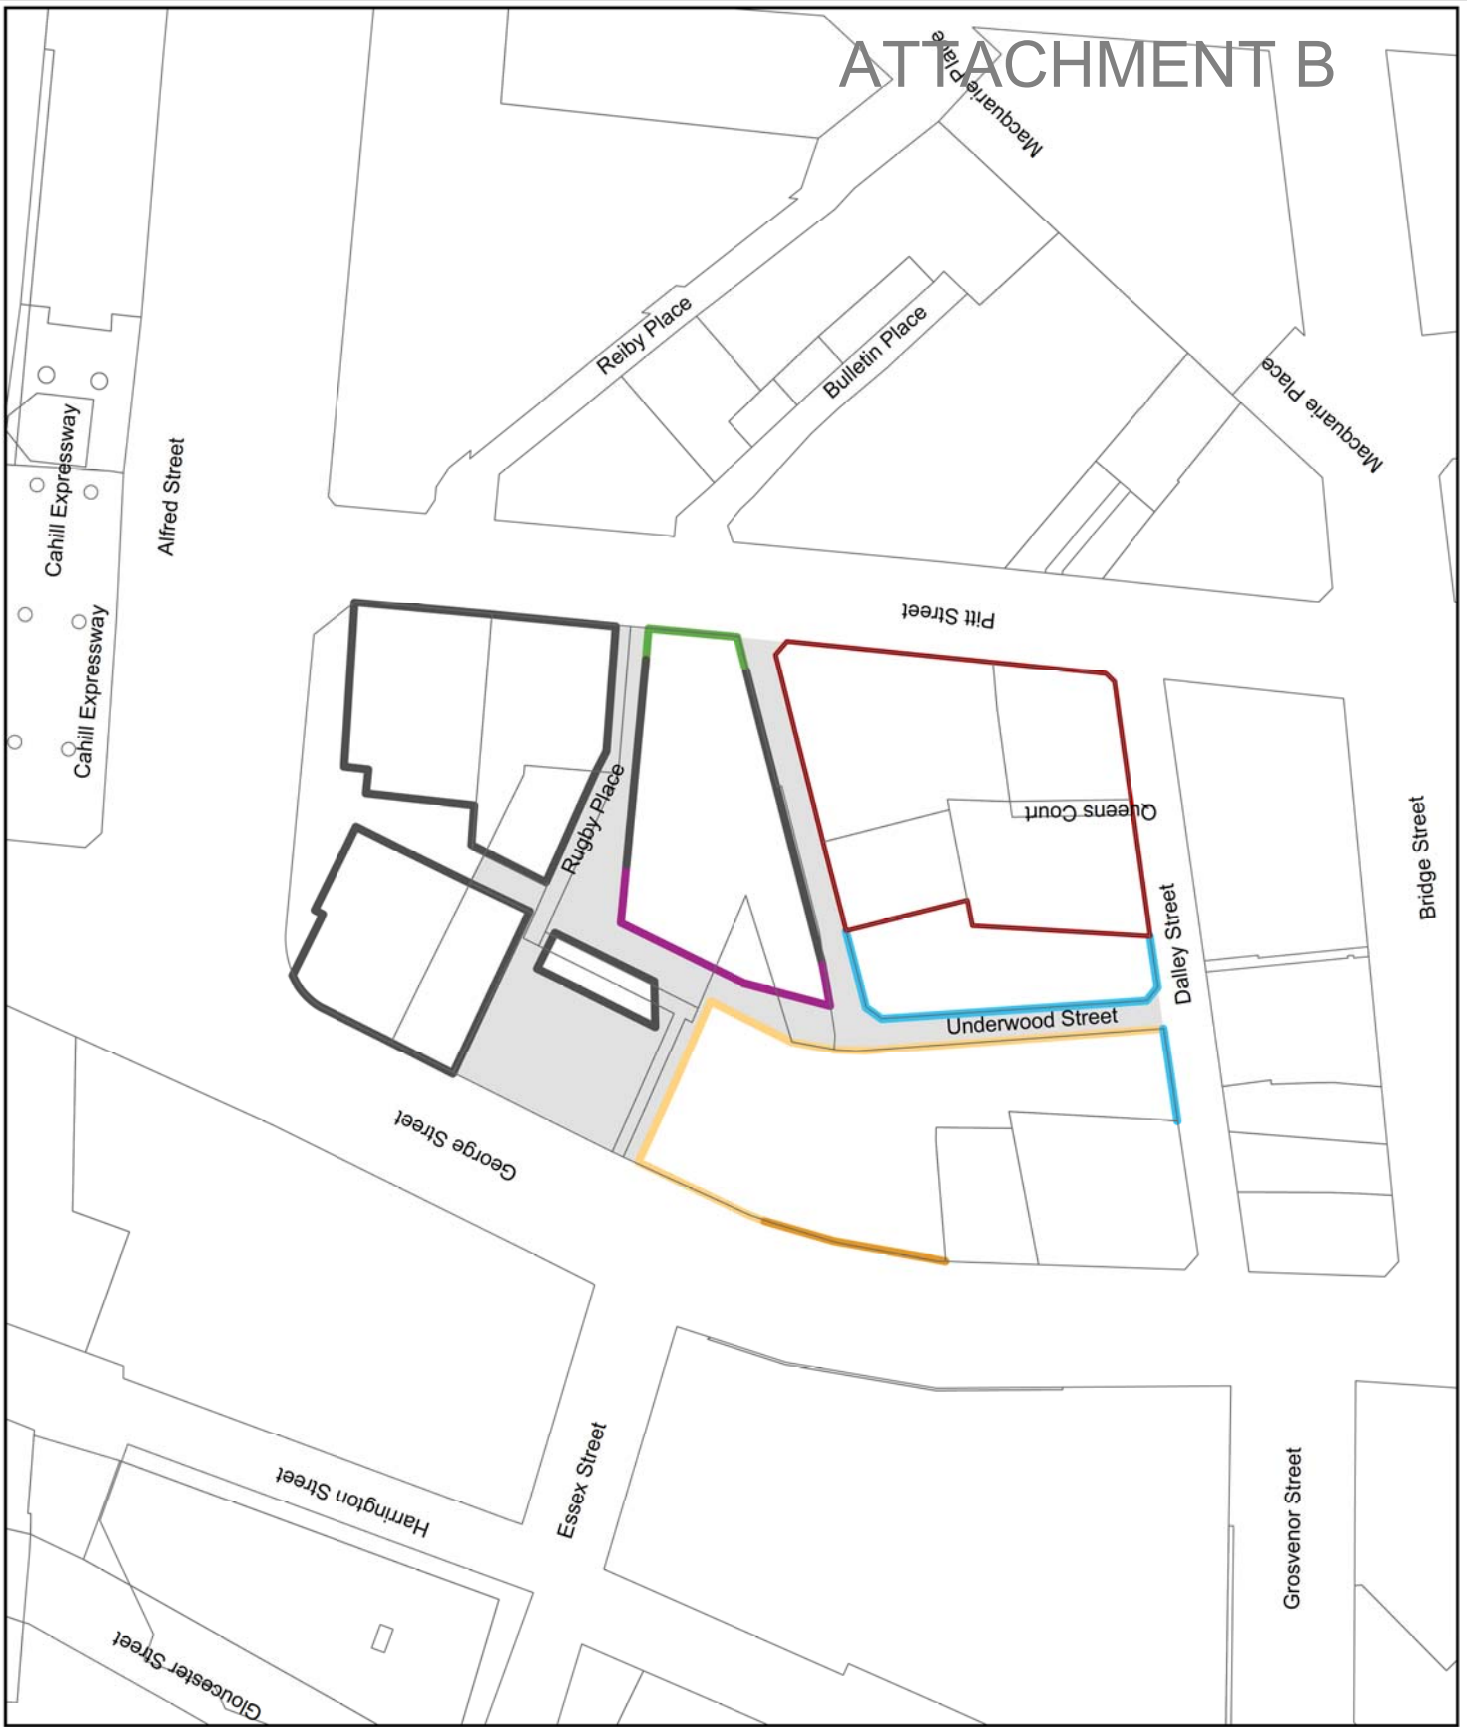 ATTACHMENT B
Macquarie Place
Reiby Place
Bulletin Place
Macquarie Place
Cahill Expressway
Alfred Street
Pitt Street
Cahill Expressway
Rugby Place
Queens Court
Bridge Street
Dalley Street
Underwood Street
George Street
Essex Street
Harrington Street
Grosvenor Street
Gloucester Street